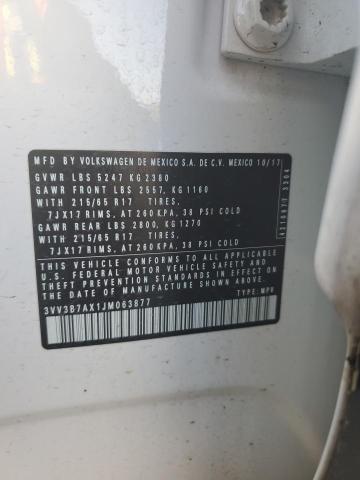 MFD. BY VOLKSWAGEN DE MEXICO S.A. DE C.V. MEXICO 10/17
GVWR LBS 5247 KG 2380
GAWR FRONT LBS 2557, KG 1160
WITH 215/65 R17 TIRES.
7JX17 RIMS. AT 260 KPA, 38 PSI COLD
GAWR REAR LBS 2800, KG 1270
WITH 215/65 R17 TIRES.
7JX17 RIMS. AT 260 KPA, 38 PSI COLD
THIS VEHICLE CONFORMS TO ALL APPLICABLE
U.S. FEDERAL MOTOR VEHICLE SAFETY AND
THEFT PREVENTION STANDARDS IN EFFECT
ON THE DATE OF MANUFACTURE SHOWN ABOVE.
3VV3B7AX1JM063877
TYPE: MPV